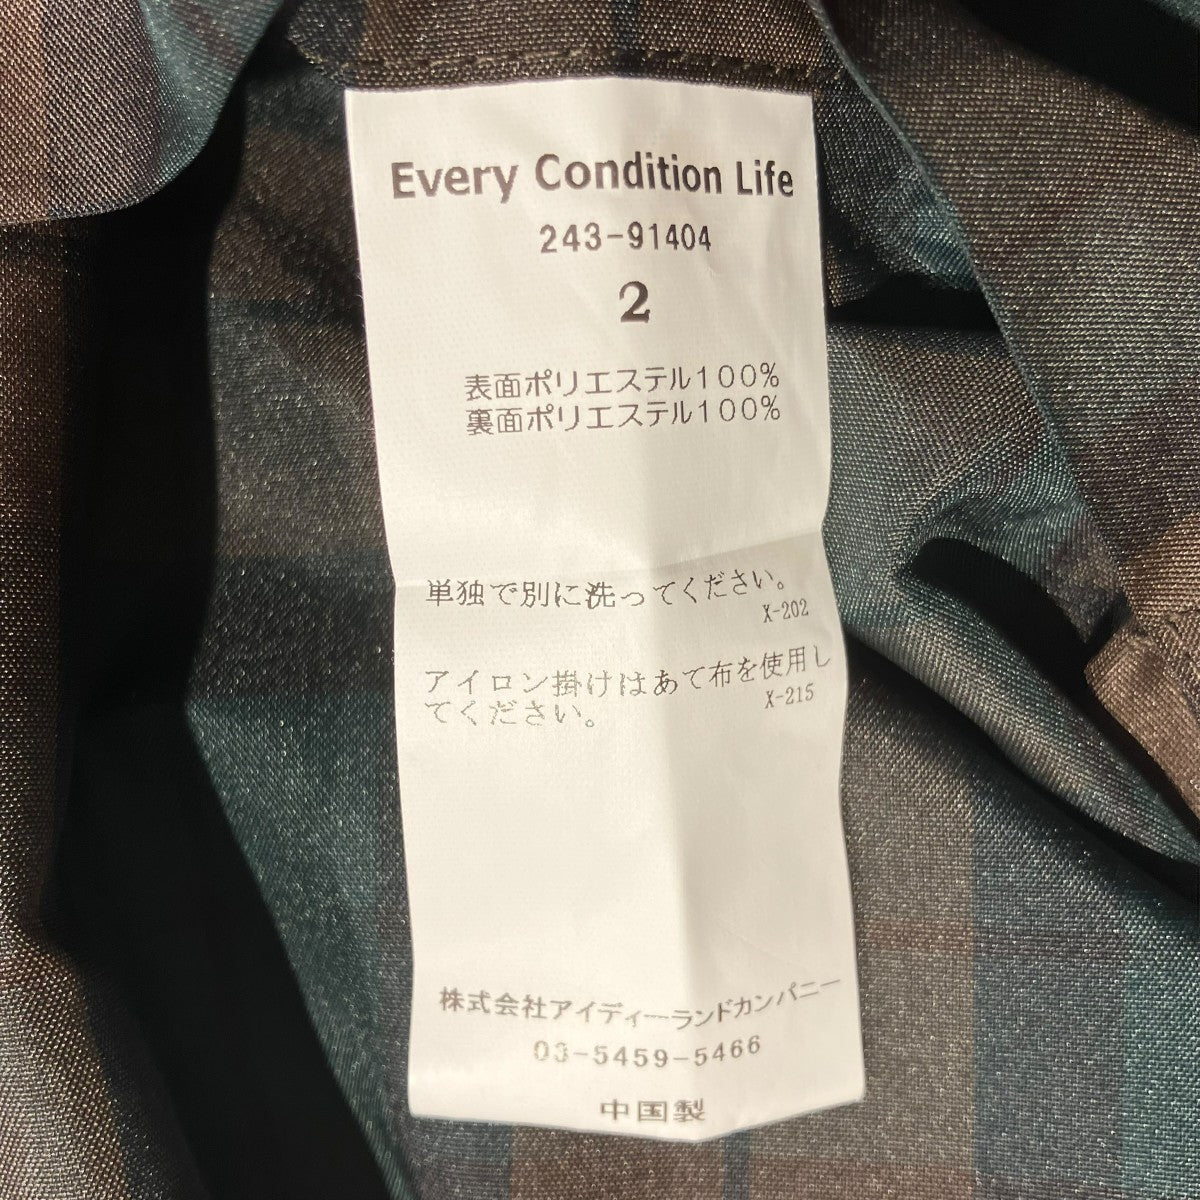 Every Condition Life
243-91404
2
表面ポリエステル100%
裏面ポリエステル100%
単独で別に洗ってください。
X-202
アイロン掛けはあて布を使用し
てください。
X-215
株式会社アイディーランドカンパニー
03-5459-5466
中国製